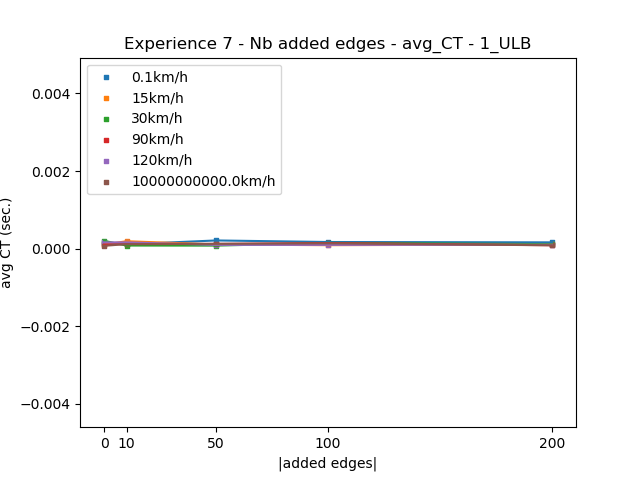 Experience 7 - Nb added edges - avg_CT - 1_ULB
0.1km/h
15km/h
30km/h
90km/h
120km/h
10000000000.0km/h
0.004
0.002
0.000
−0.002
−0.004
avg CT (sec.)
0 10 50 100 200
|added edges|